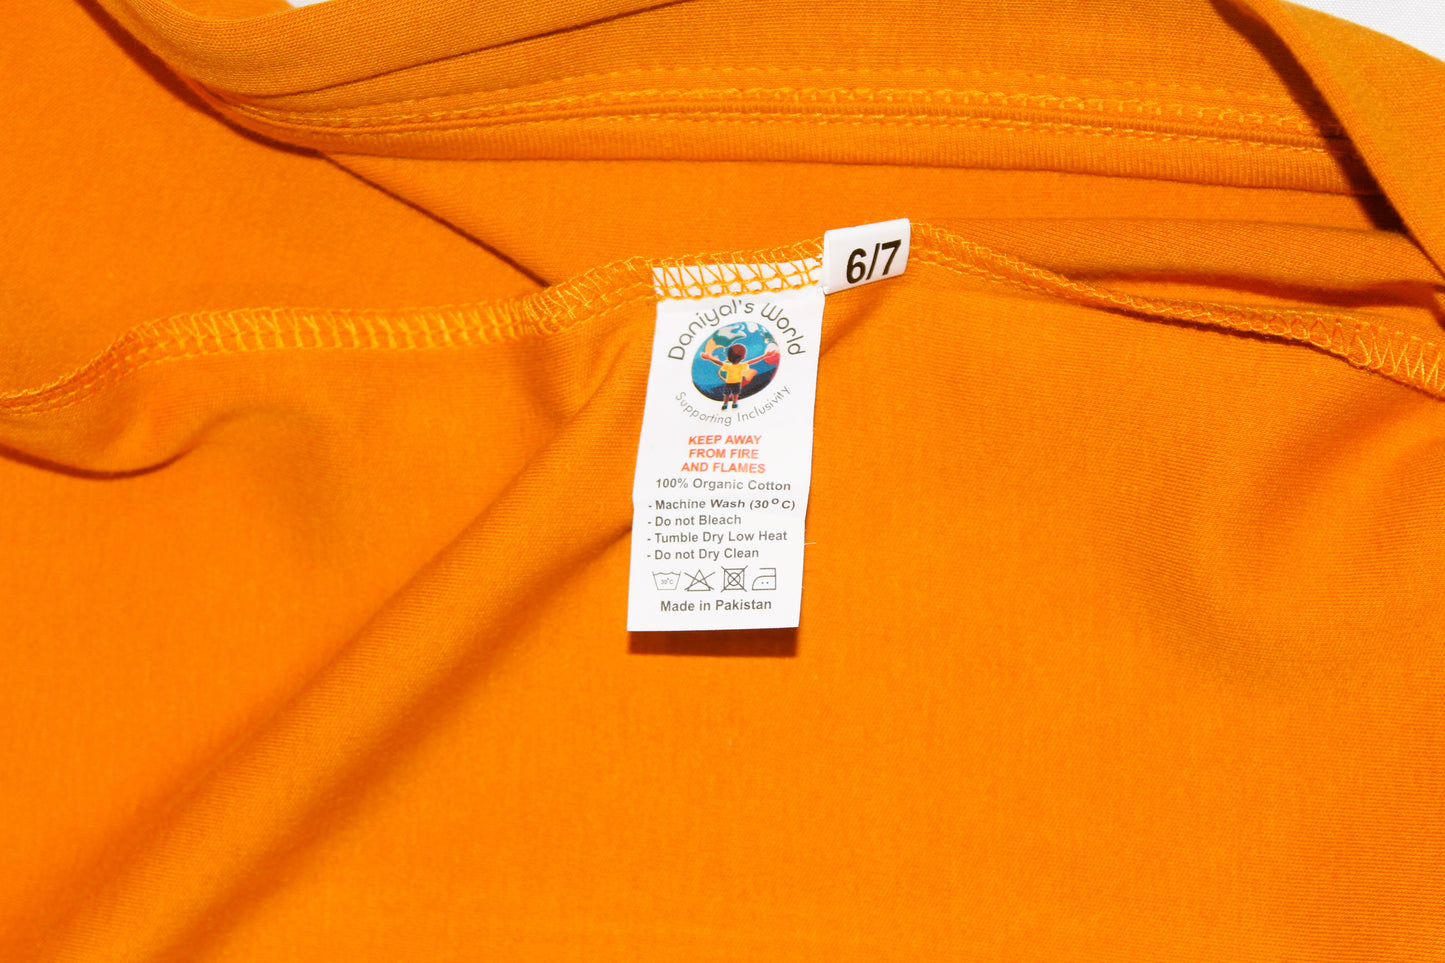 6/7
Daniyal's World
Supporting Inclusivity
KEEP AWAY
FROM FIRE
AND FLAMES
100% Organic Cotton
- Machine Wash (30°C)
- Do not Bleach
- Tumble Dry Low Heat
- Do not Dry Clean
30°C
Made in Pakistan